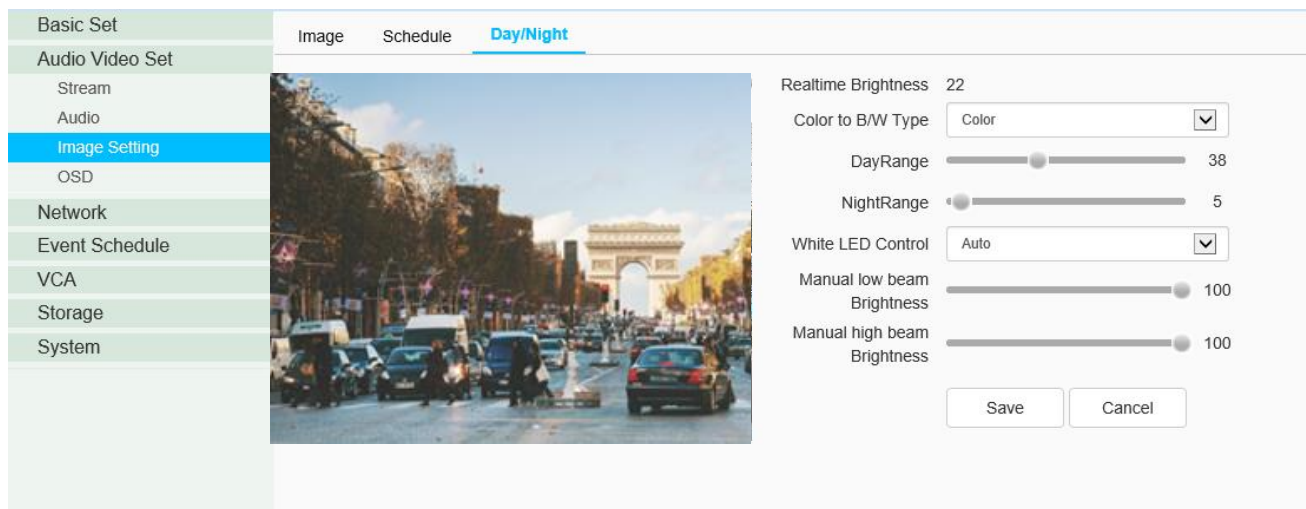 Basic Set
Audio Video Set
Stream
Audio
Image Setting
OSD
Network
Event Schedule
VCA
Storage
System
Image Schedule Day/Night
Realtime Brightness 22
Color to B/W Type Color
DayRange 38
NightRange 5
White LED Control Auto
Manual low beam
Brightness 100
Manual high beam
Brightness 100
Save Cancel